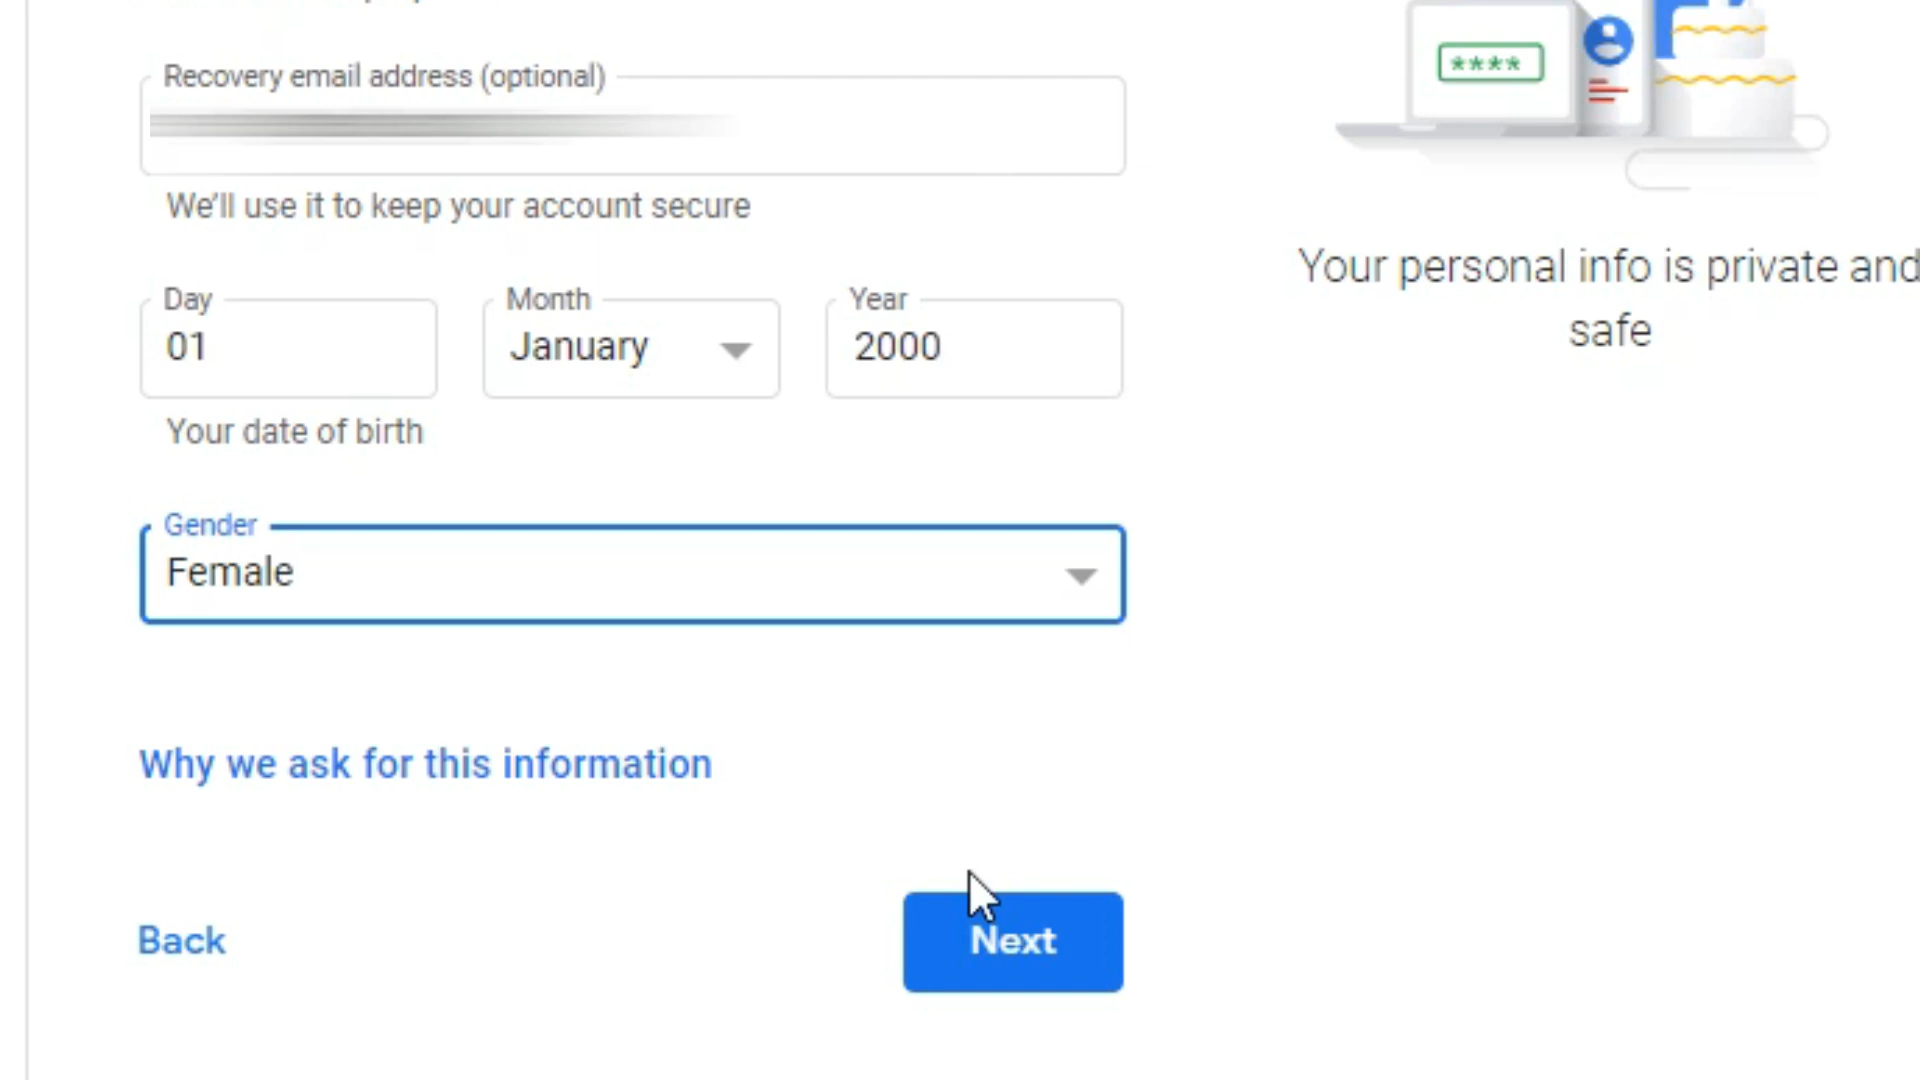 ****
Recovery email address (optional)
We'll use it to keep your account secure
Your personal info is private and
safe
Day
01
Month
January
Year
2000
Your date of birth
Gender
Female
Why we ask for this information
Back
Next